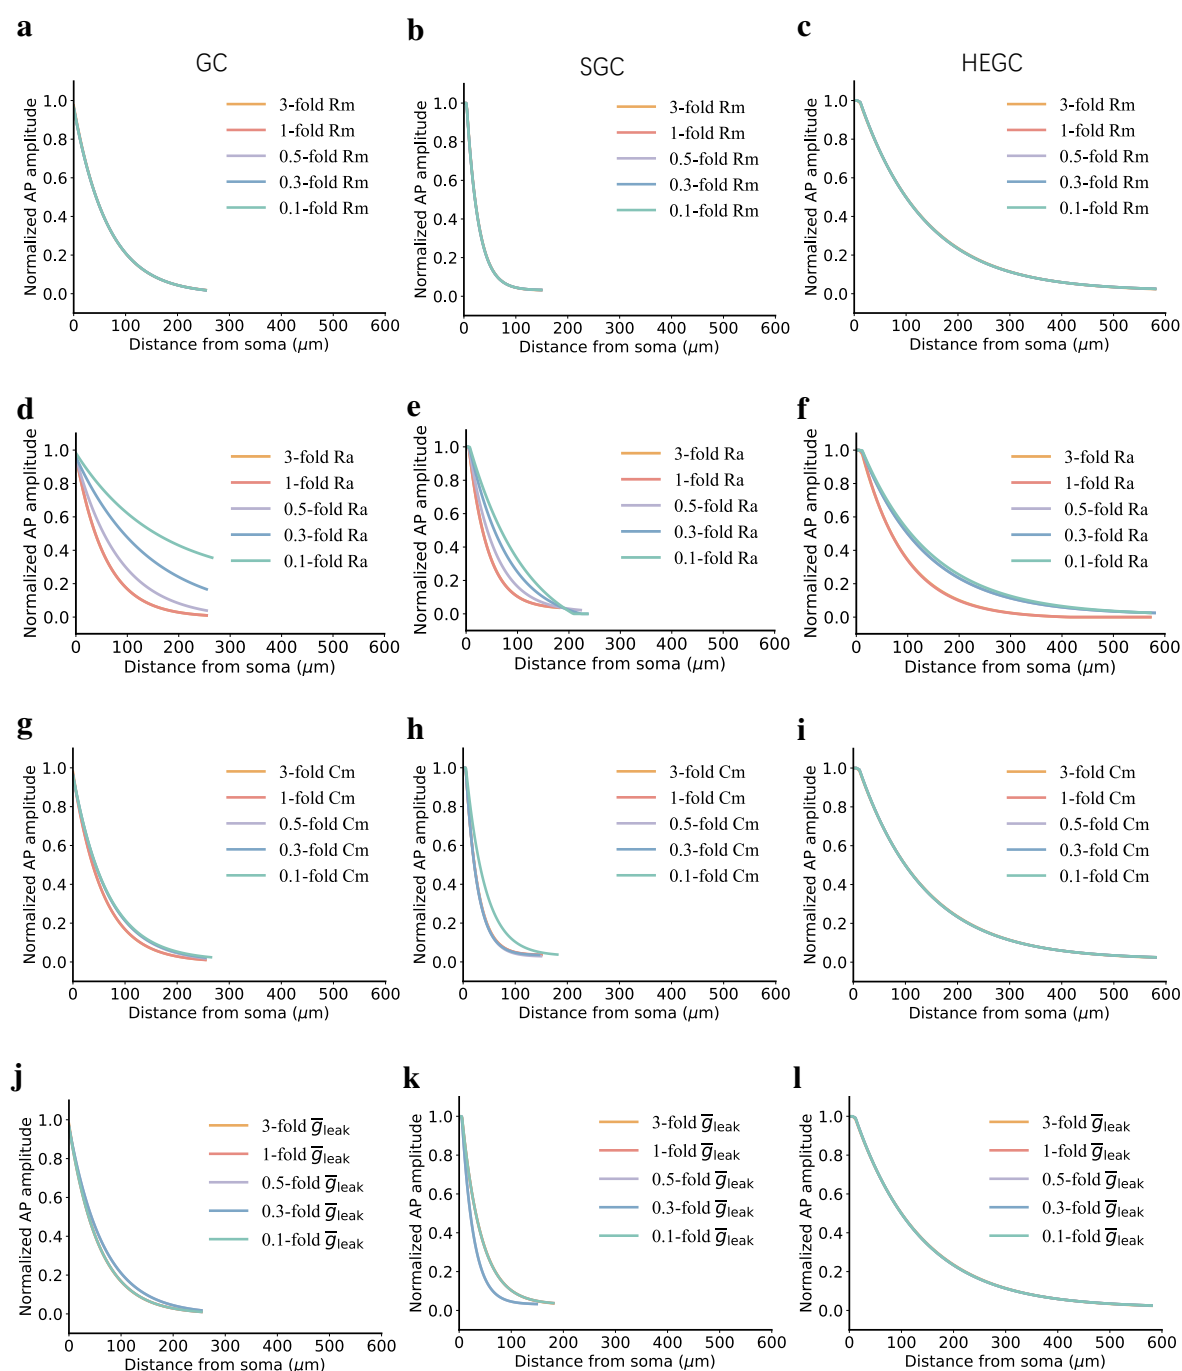 a
GC
1.0
0.8
0.6
0.4
0.2
0.0
0
100
200
300
400
500
600
Normalized AP amplitude
Distance from soma (μm)
3-fold Rm
1-fold Rm
0.5-fold Rm
0.3-fold Rm
0.1-fold Rm
b
SGC
1.0
0.8
0.6
0.4
0.2
0.0
0
100
200
300
400
500
600
Normalized AP amplitude
Distance from soma (μm)
3-fold Rm
1-fold Rm
0.5-fold Rm
0.3-fold Rm
0.1-fold Rm
c
HEGC
1.0
0.8
0.6
0.4
0.2
0.0
0
100
200
300
400
500
600
Normalized AP amplitude
Distance from soma (μm)
3-fold Rm
1-fold Rm
0.5-fold Rm
0.3-fold Rm
0.1-fold Rm
d
1.0
0.8
0.6
0.4
0.2
0.0
0
100
200
300
400
500
600
Normalized AP amplitude
Distance from soma (μm)
3-fold Ra
1-fold Ra
0.5-fold Ra
0.3-fold Ra
0.1-fold Ra
e
1.0
0.8
0.6
0.4
0.2
0.0
0
100
200
300
400
500
600
Normalized AP amplitude
Distance from soma (μm)
3-fold Ra
1-fold Ra
0.5-fold Ra
0.3-fold Ra
0.1-fold Ra
f
1.0
0.8
0.6
0.4
0.2
0.0
0
100
200
300
400
500
600
Normalized AP amplitude
Distance from soma (μm)
3-fold Ra
1-fold Ra
0.5-fold Ra
0.3-fold Ra
0.1-fold Ra
g
1.0
0.8
0.6
0.4
0.2
0.0
0
100
200
300
400
500
600
Normalized AP amplitude
Distance from soma (μm)
3-fold Cm
1-fold Cm
0.5-fold Cm
0.3-fold Cm
0.1-fold Cm
h
1.0
0.8
0.6
0.4
0.2
0.0
0
100
200
300
400
500
600
Normalized AP amplitude
Distance from soma (μm)
3-fold Cm
1-fold Cm
0.5-fold Cm
0.3-fold Cm
0.1-fold Cm
i
1.0
0.8
0.6
0.4
0.2
0.0
0
100
200
300
400
500
600
Normalized AP amplitude
Distance from soma (μm)
3-fold Cm
1-fold Cm
0.5-fold Cm
0.3-fold Cm
0.1-fold Cm
j
1.0
0.8
0.6
0.4
0.2
0.0
0
100
200
300
400
500
600
Normalized AP amplitude
Distance from soma (μm)
3-fold g̅leak
1-fold g̅leak
0.5-fold g̅leak
0.3-fold g̅leak
0.1-fold g̅leak
k
1.0
0.8
0.6
0.4
0.2
0.0
0
100
200
300
400
500
600
Normalized AP amplitude
Distance from soma (μm)
3-fold g̅leak
1-fold g̅leak
0.5-fold g̅leak
0.3-fold g̅leak
0.1-fold g̅leak
l
1.0
0.8
0.6
0.4
0.2
0.0
0
100
200
300
400
500
600
Normalized AP amplitude
Distance from soma (μm)
3-fold g̅leak
1-fold g̅leak
0.5-fold g̅leak
0.3-fold g̅leak
0.1-fold g̅leak